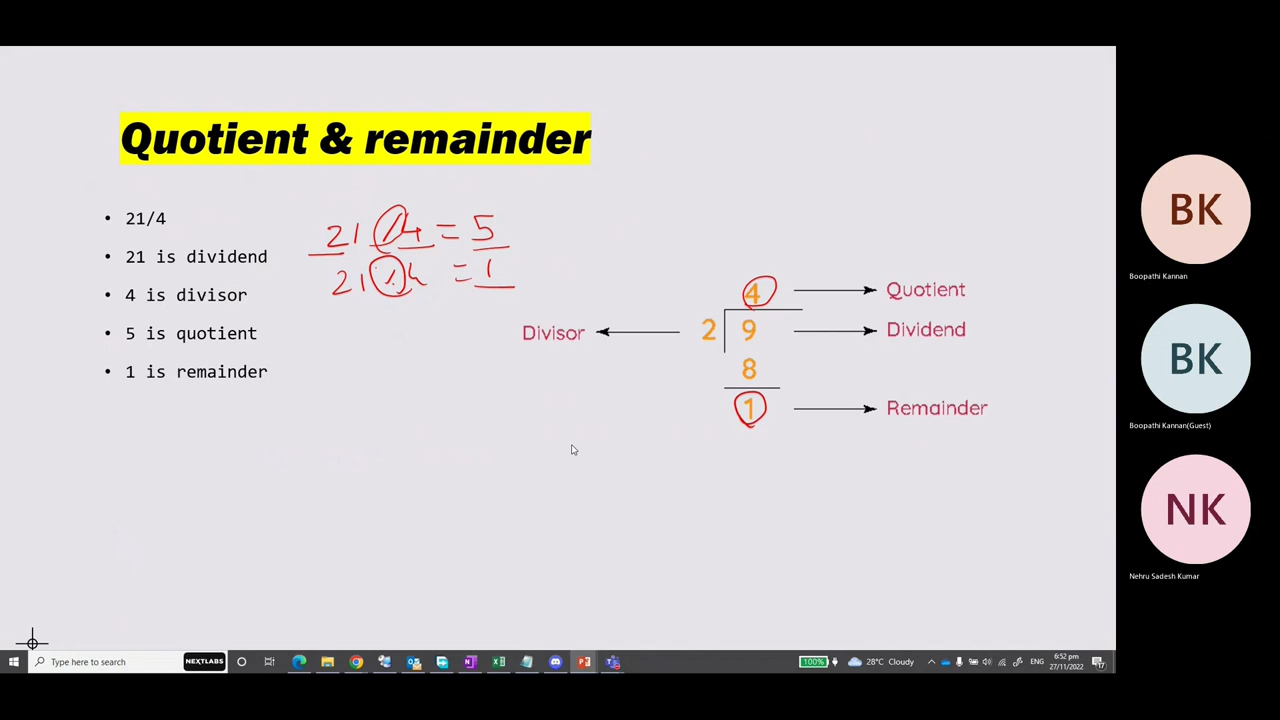 Quotient & remainder
• 21/4
• 21 is dividend
• 4 is divisor
• 5 is quotient
• 1 is remainder
21 / 4 = 5
21 % 4 = 1
4 Quotient
Divisor 2 9 Dividend
8
1 Remainder
BK
Boopathi Kannan
BK
Boopathi Kannan(Guest)
NK
Nehru Sadesh Kumar
Type here to search
NEXTLABS
100%
28°C Cloudy
ENG
6:52 pm
27/11/2022
17